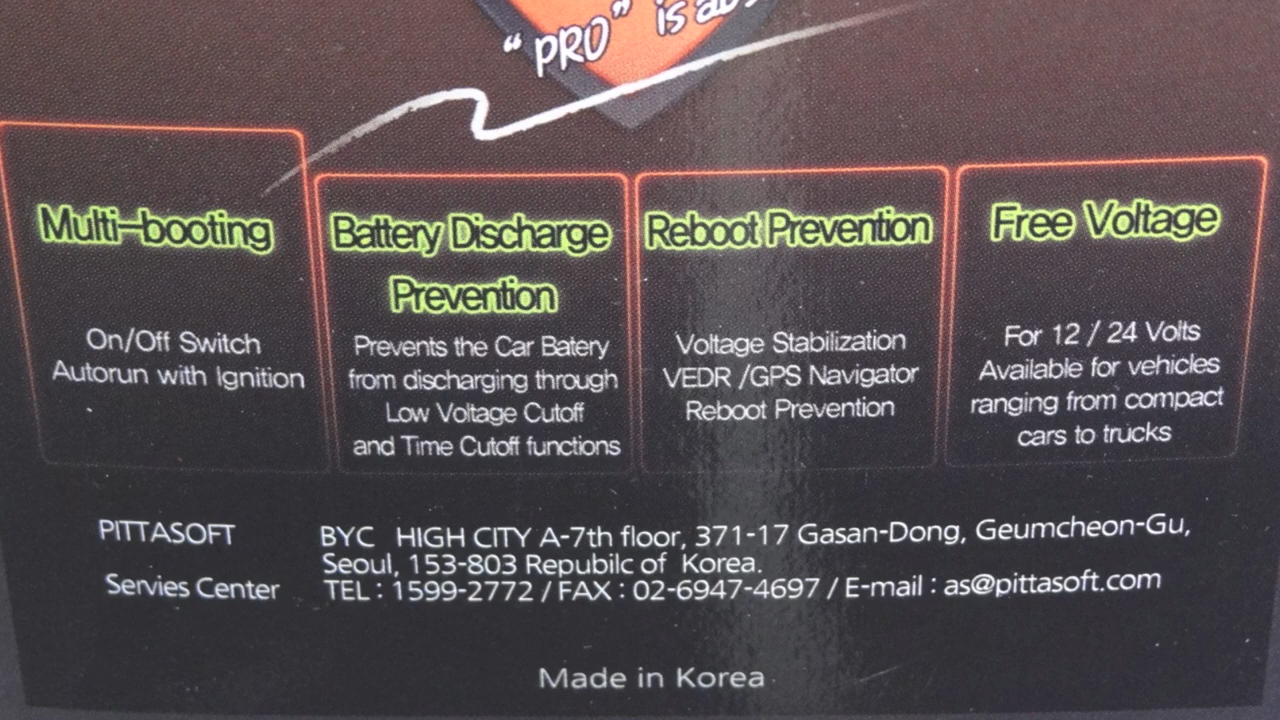 “PRO” is
Multi-booting
On/Off Switch
Autorun with Ignition
Battery Discharge
Prevention
Prevents the Car Batery
from discharging through
Low Voltage Cutoff
and Time Cutoff functions
Reboot Prevention
Voltage Stabilization
VEDR /GPS Navigator
Reboot Prevention
Free Voltage
For 12 / 24 Volts
Available for vehicles
ranging from compact
cars to trucks
PITTASOFT BYC HIGH CITY A-7th floor, 371-17 Gasan-Dong, Geumcheon-Gu,
Seoul, 153-803 Repubilc of Korea.
Servies Center TEL : 1599-2772 / FAX : 02-6947-4697 / E-mail : as@pittasoft.com
Made in Korea